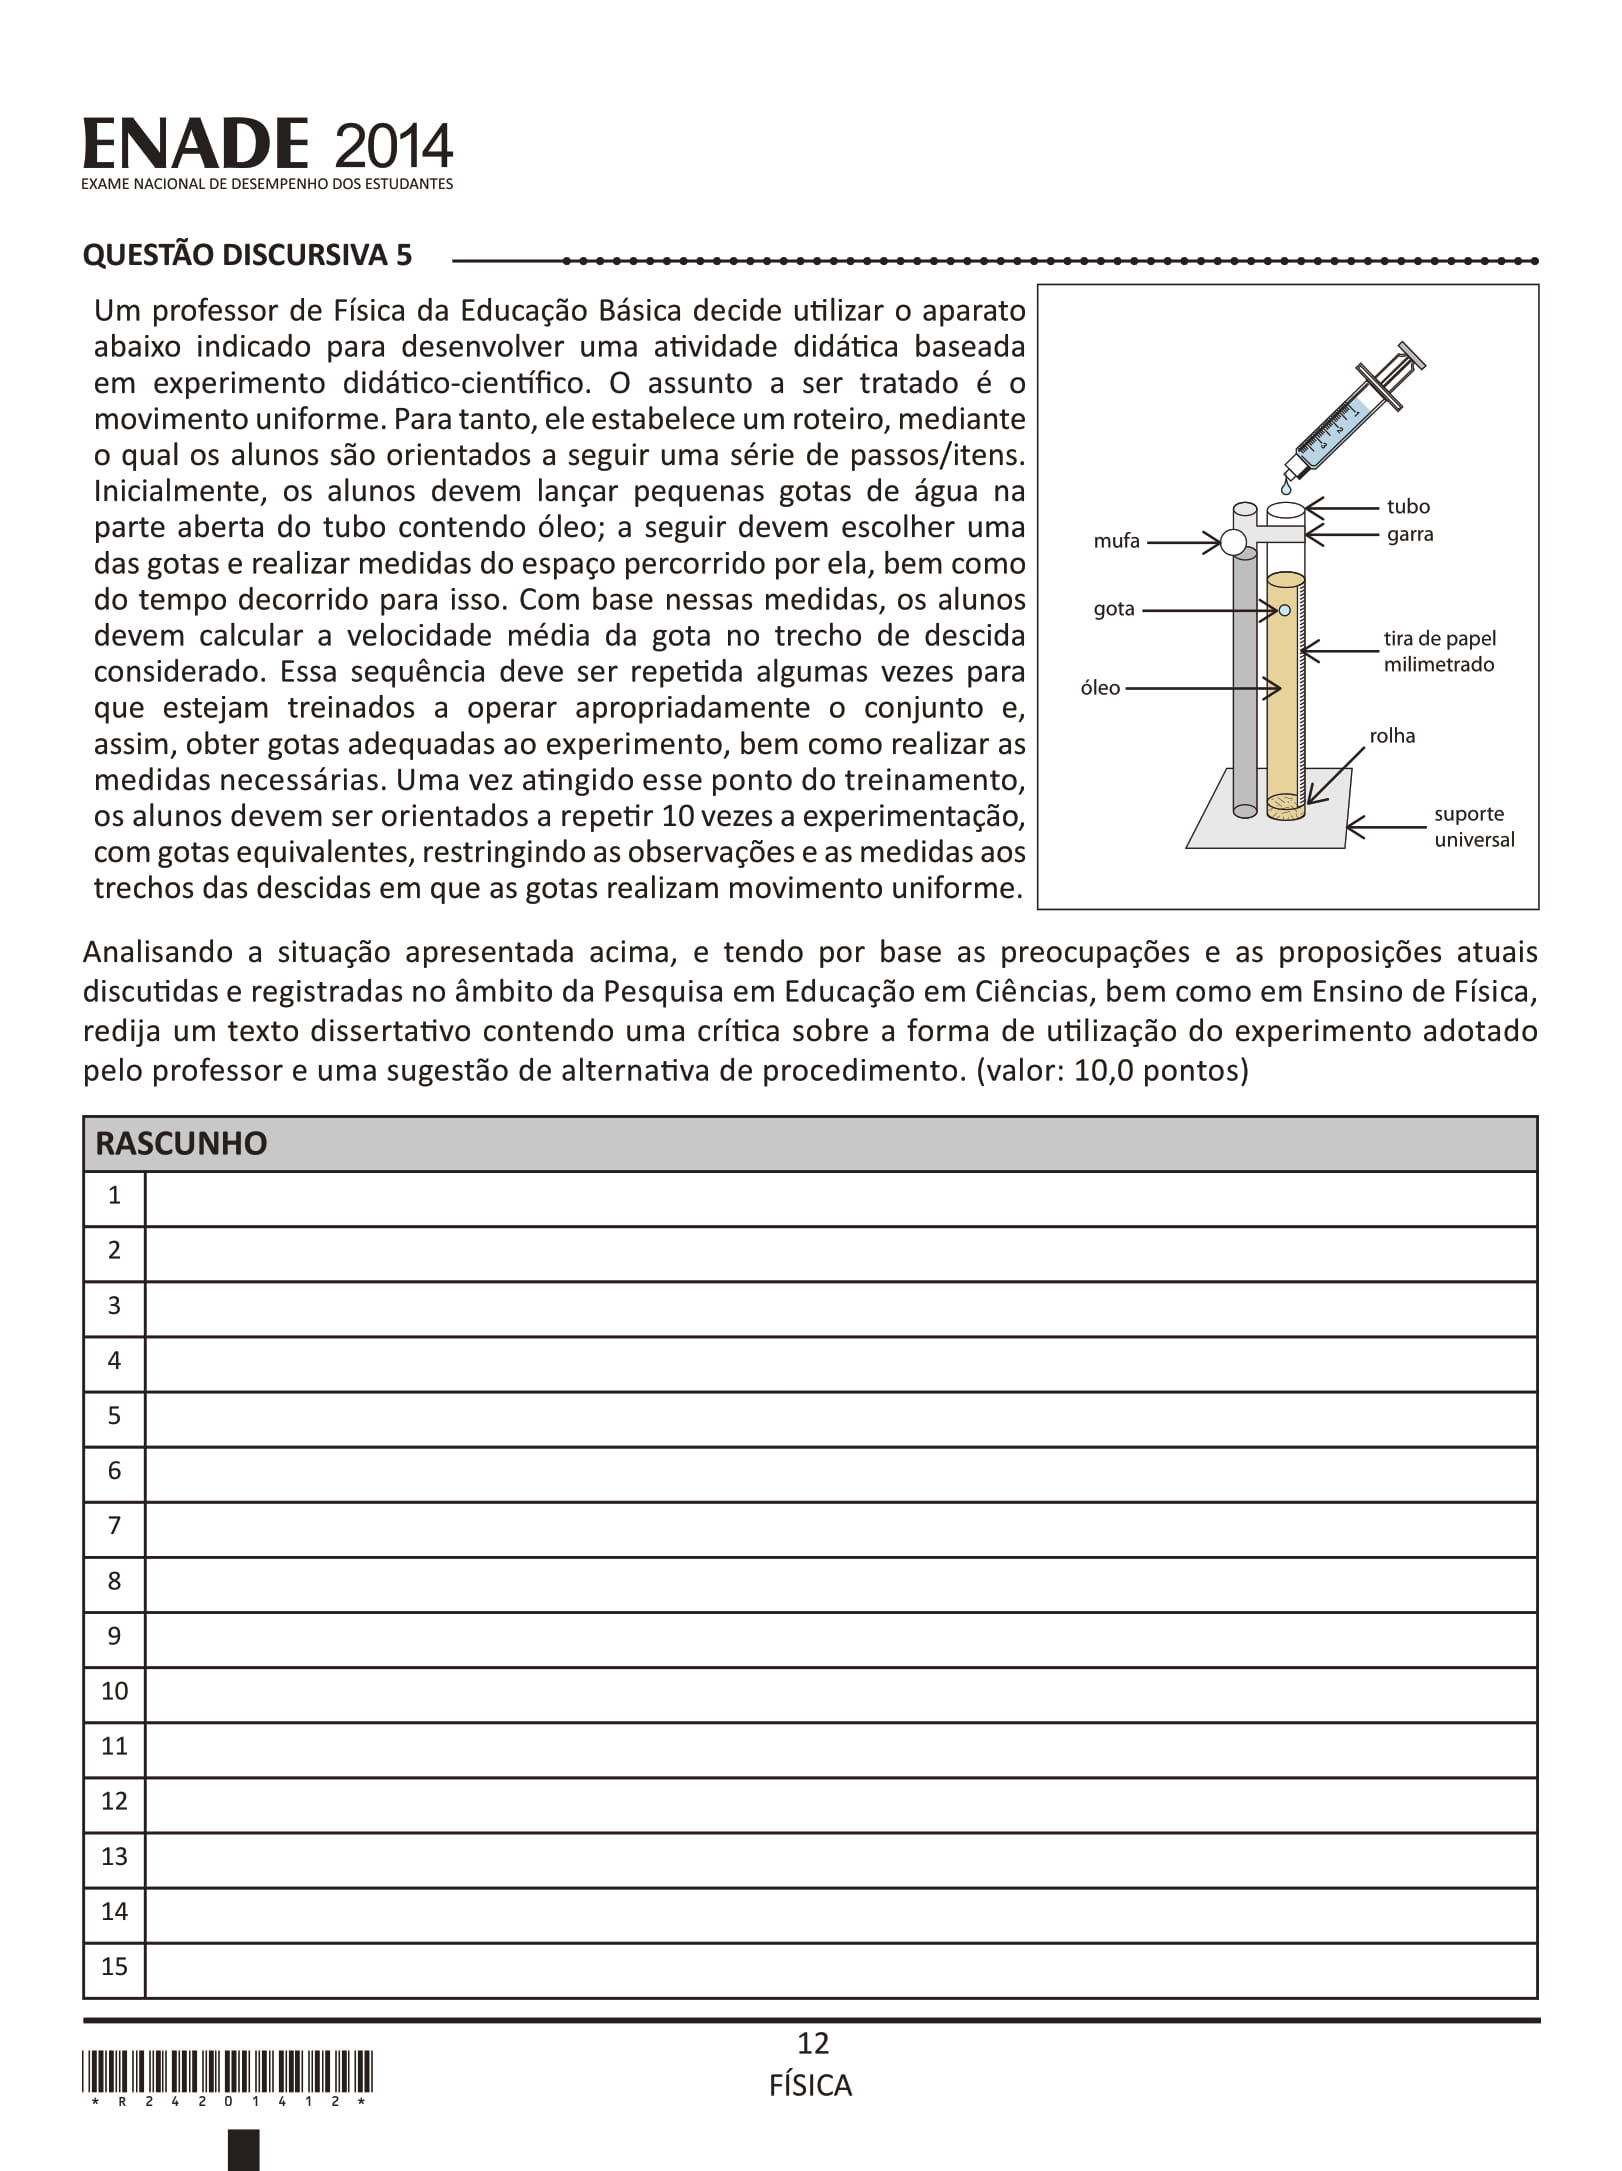 ENADE 2014
EXAME NACIONAL DE DESEMPENHO DOS ESTUDANTES
QUESTÃO DISCURSIVA 5
Um professor de Física da Educação Básica decide utilizar o aparato
abaixo indicado para desenvolver uma atividade didática baseada
em experimento didático-científico. O assunto a ser tratado é o
movimento uniforme. Para tanto, ele estabelece um roteiro, mediante
o qual os alunos são orientados a seguir uma série de passos/itens.
Inicialmente, os alunos devem lançar pequenas gotas de água na
parte aberta do tubo contendo óleo; a seguir devem escolher uma
das gotas e realizar medidas do espaço percorrido por ela, bem como
do tempo decorrido para isso. Com base nessas medidas, os alunos
devem calcular a velocidade média da gota no trecho de descida
considerado. Essa sequência deve ser repetida algumas vezes para
que estejam treinados a operar apropriadamente o conjunto e,
assim, obter gotas adequadas ao experimento, bem como realizar as
medidas necessárias. Uma vez atingido esse ponto do treinamento,
os alunos devem ser orientados a repetir 10 vezes a experimentação,
com gotas equivalentes, restringindo as observações e as medidas aos
trechos das descidas em que as gotas realizam movimento uniforme.
1
2
3
tubo
garra
mufa
gota
tira de papel
milimetrado
óleo
rolha
suporte
universal
Analisando a situação apresentada acima, e tendo por base as preocupações e as proposições atuais
discutidas e registradas no âmbito da Pesquisa em Educação em Ciências, bem como em Ensino de Física,
redija um texto dissertativo contendo uma crítica sobre a forma de utilização do experimento adotado
pelo professor e uma sugestão de alternativa de procedimento. (valor: 10,0 pontos)
RASCUNHO
1
2
3
4
5
6
7
8
9
10
11
12
13
14
15
12
FÍSICA
* R 2 4 2 0 1 4 1 2 *